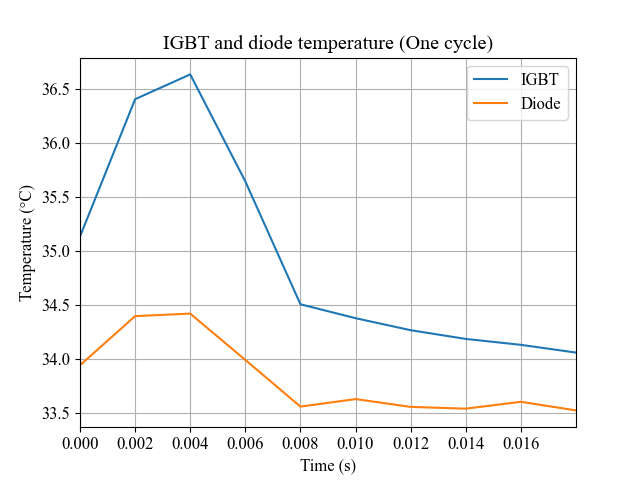 IGBT and diode temperature (One cycle)
IGBT
Diode
Temperature (°C)
36.5
36.0
35.5
35.0
34.5
34.0
33.5
0.000 0.002 0.004 0.006 0.008 0.010 0.012 0.014 0.016
Time (s)